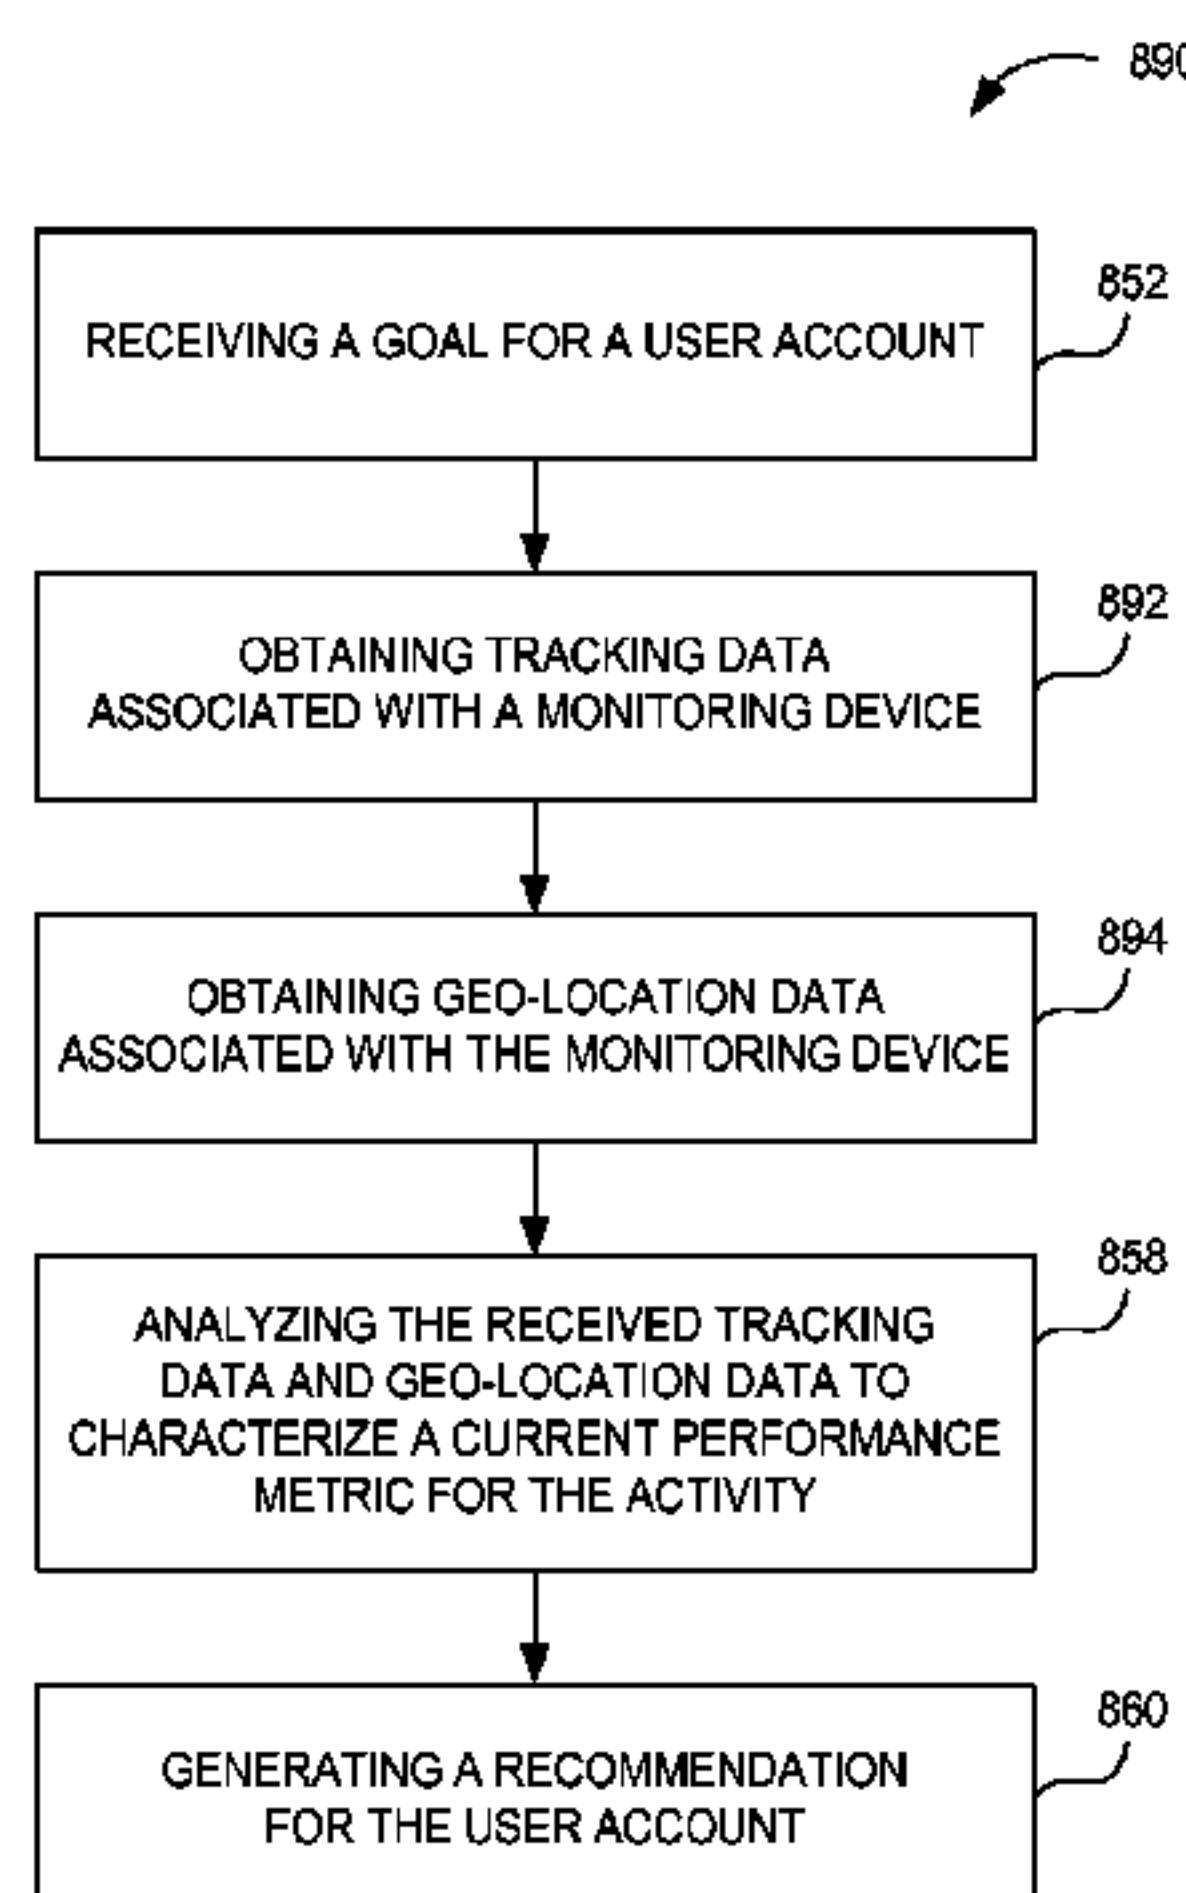 890
RECEIVING A GOAL FOR A USER ACCOUNT
852
OBTAINING TRACKING DATA
ASSOCIATED WITH A MONITORING DEVICE
892
OBTAINING GEO-LOCATION DATA
ASSOCIATED WITH THE MONITORING DEVICE
894
ANALYZING THE RECEIVED TRACKING
DATA AND GEO-LOCATION DATA TO
CHARACTERIZE A CURRENT PERFORMANCE
METRIC FOR THE ACTIVITY
858
GENERATING A RECOMMENDATION
FOR THE USER ACCOUNT
860